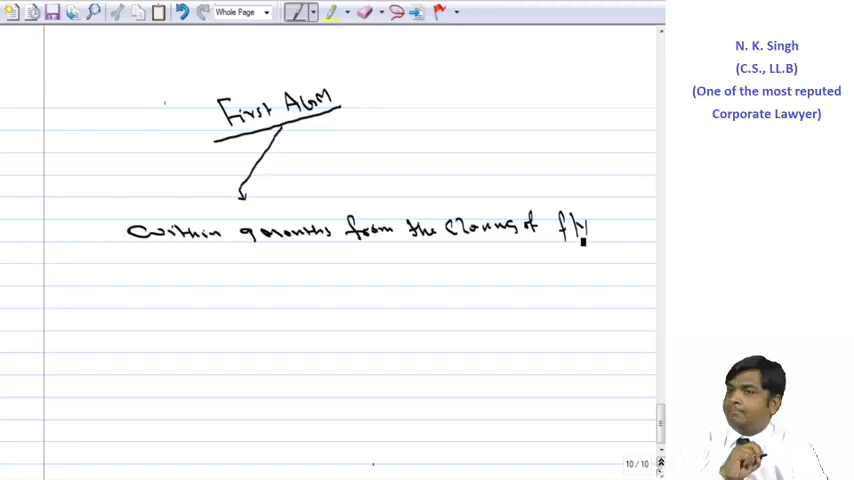 Whole Page
N. K. Singh
(C.S., LL.B)
(One of the most reputed
Corporate Lawyer)
First AGM
within 9 months from the closing of f/y
10 / 10